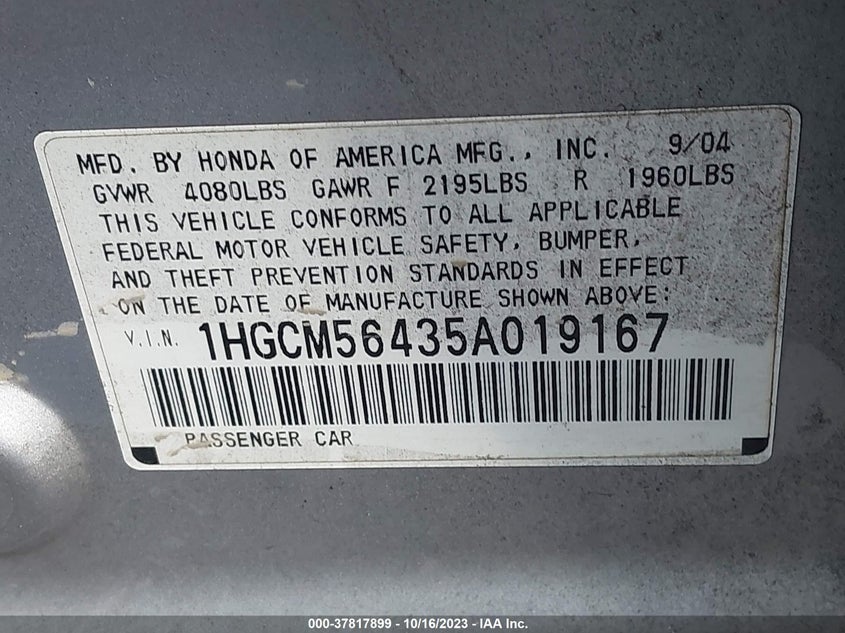 MFD. BY HONDA OF AMERICA MFG., INC. 9/04
GVWR 4080LBS GAWR F 2195LBS R 1960LBS
THIS VEHICLE CONFORMS TO ALL APPLICABLE
FEDERAL MOTOR VEHICLE SAFETY, BUMPER,
AND THEFT PREVENTION STANDARDS IN EFFECT
ON THE DATE OF MANUFACTURE SHOWN ABOVE:
V.I.N. 1HGCM56435A019167
PASSENGER CAR
000-37817899 - 10/16/2023 - IAA Inc.